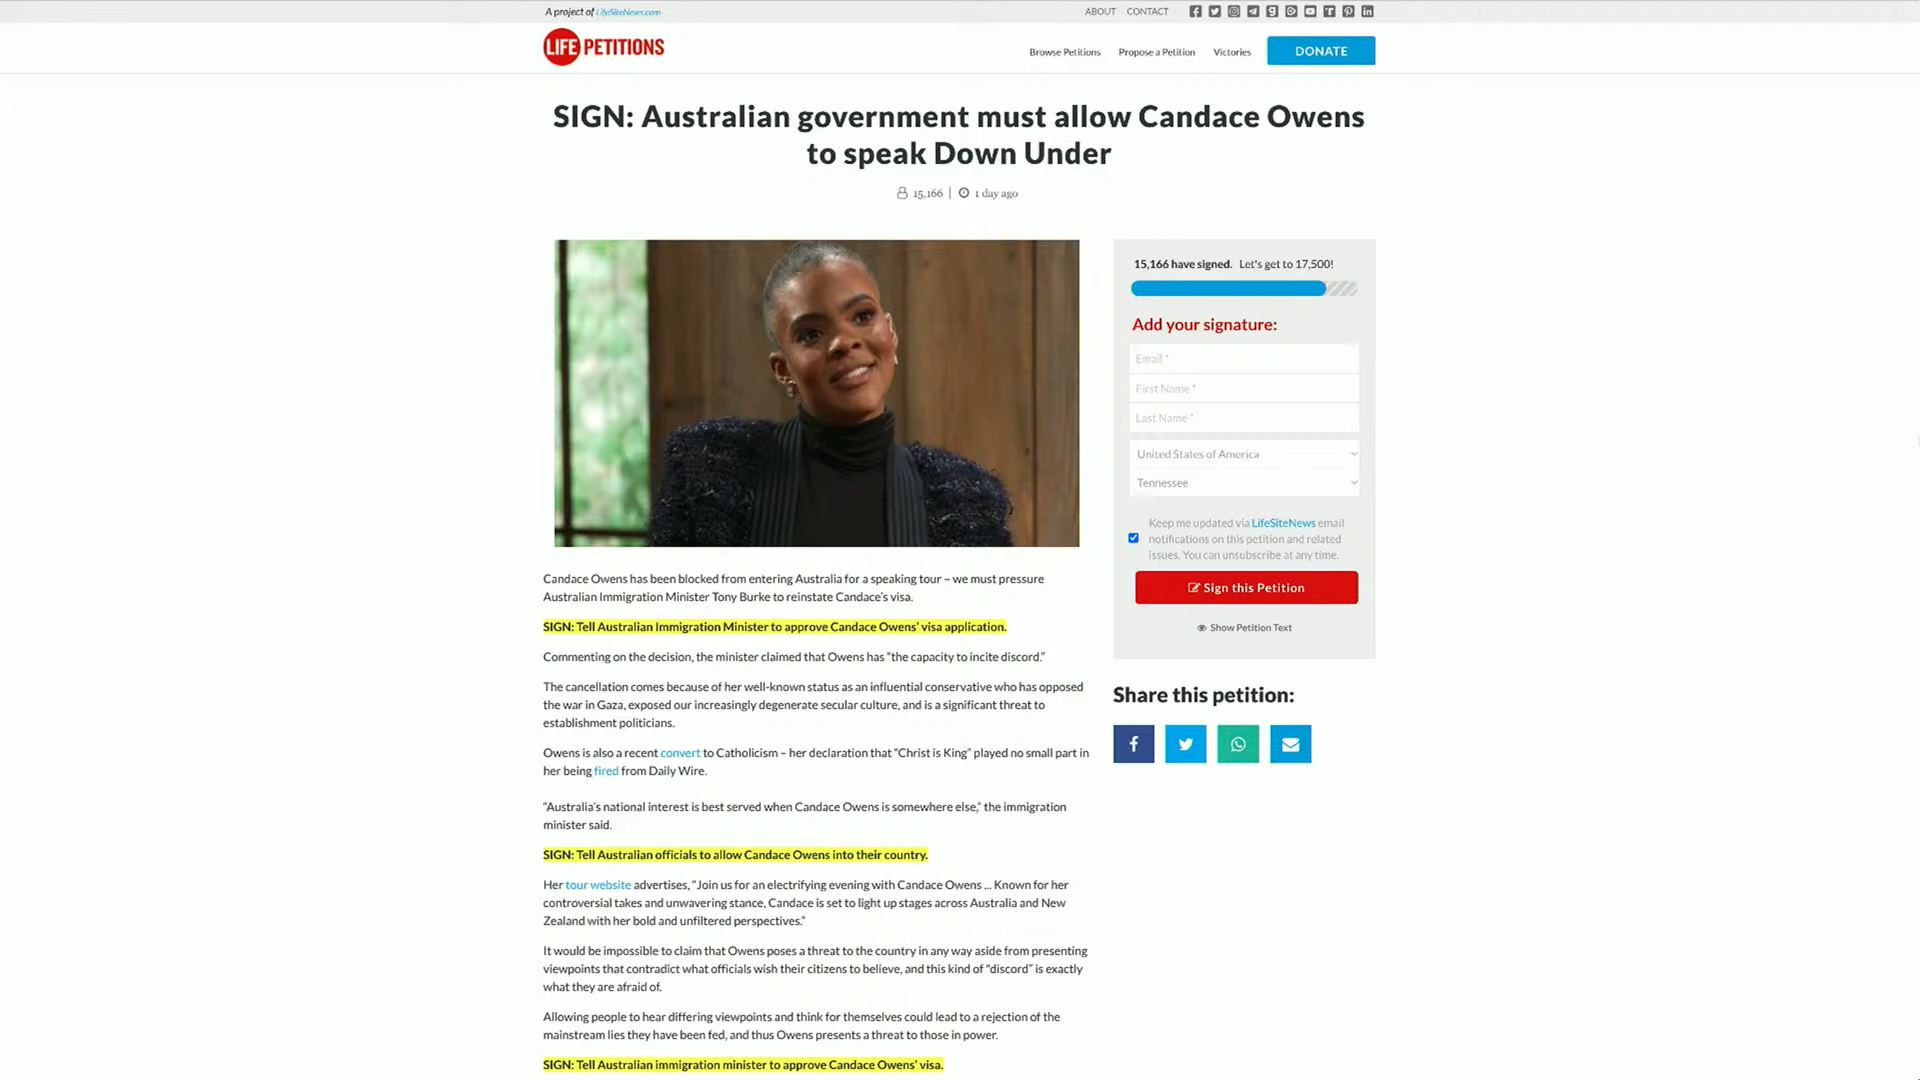 A project of LifeSiteNews.com
ABOUT CONTACT
LIFE PETITIONS
Browse Petitions Propose a Petition Victories DONATE
SIGN: Australian government must allow Candace Owens
to speak Down Under
15,166 | 1 day ago
15,166 have signed. Let's get to 17,500!
Add your signature:
Email *
First Name *
Last Name *
United States of America
Tennessee
Keep me updated via LifeSiteNews email
notifications on this petition and related
issues. You can unsubscribe at any time.
Sign this Petition
Show Petition Text
Share this petition:
Candace Owens has been blocked from entering Australia for a speaking tour – we must pressure
Australian Immigration Minister Tony Burke to reinstate Candace's visa.
SIGN: Tell Australian Immigration Minister to approve Candace Owens' visa application.
Commenting on the decision, the minister claimed that Owens has “the capacity to incite discord.”
The cancellation comes because of her well-known status as an influential conservative who has opposed
the war in Gaza, exposed our increasingly degenerate secular culture, and is a significant threat to
establishment politicians.
Owens is also a recent convert to Catholicism – her declaration that “Christ is King” played no small part in
her being fired from Daily Wire.
“Australia's national interest is best served when Candace Owens is somewhere else,” the immigration
minister said.
SIGN: Tell Australian officials to allow Candace Owens into their country.
Her tour website advertises, “Join us for an electrifying evening with Candace Owens ... Known for her
controversial takes and unwavering stance, Candace is set to light up stages across Australia and New
Zealand with her bold and unfiltered perspectives.”
It would be impossible to claim that Owens poses a threat to the country in any way aside from presenting
viewpoints that contradict what officials wish their citizens to believe, and this kind of “discord” is exactly
what they are afraid of.
Allowing people to hear differing viewpoints and think for themselves could lead to a rejection of the
mainstream lies they have been fed, and thus Owens presents a threat to those in power.
SIGN: Tell Australian immigration minister to approve Candace Owens' visa.